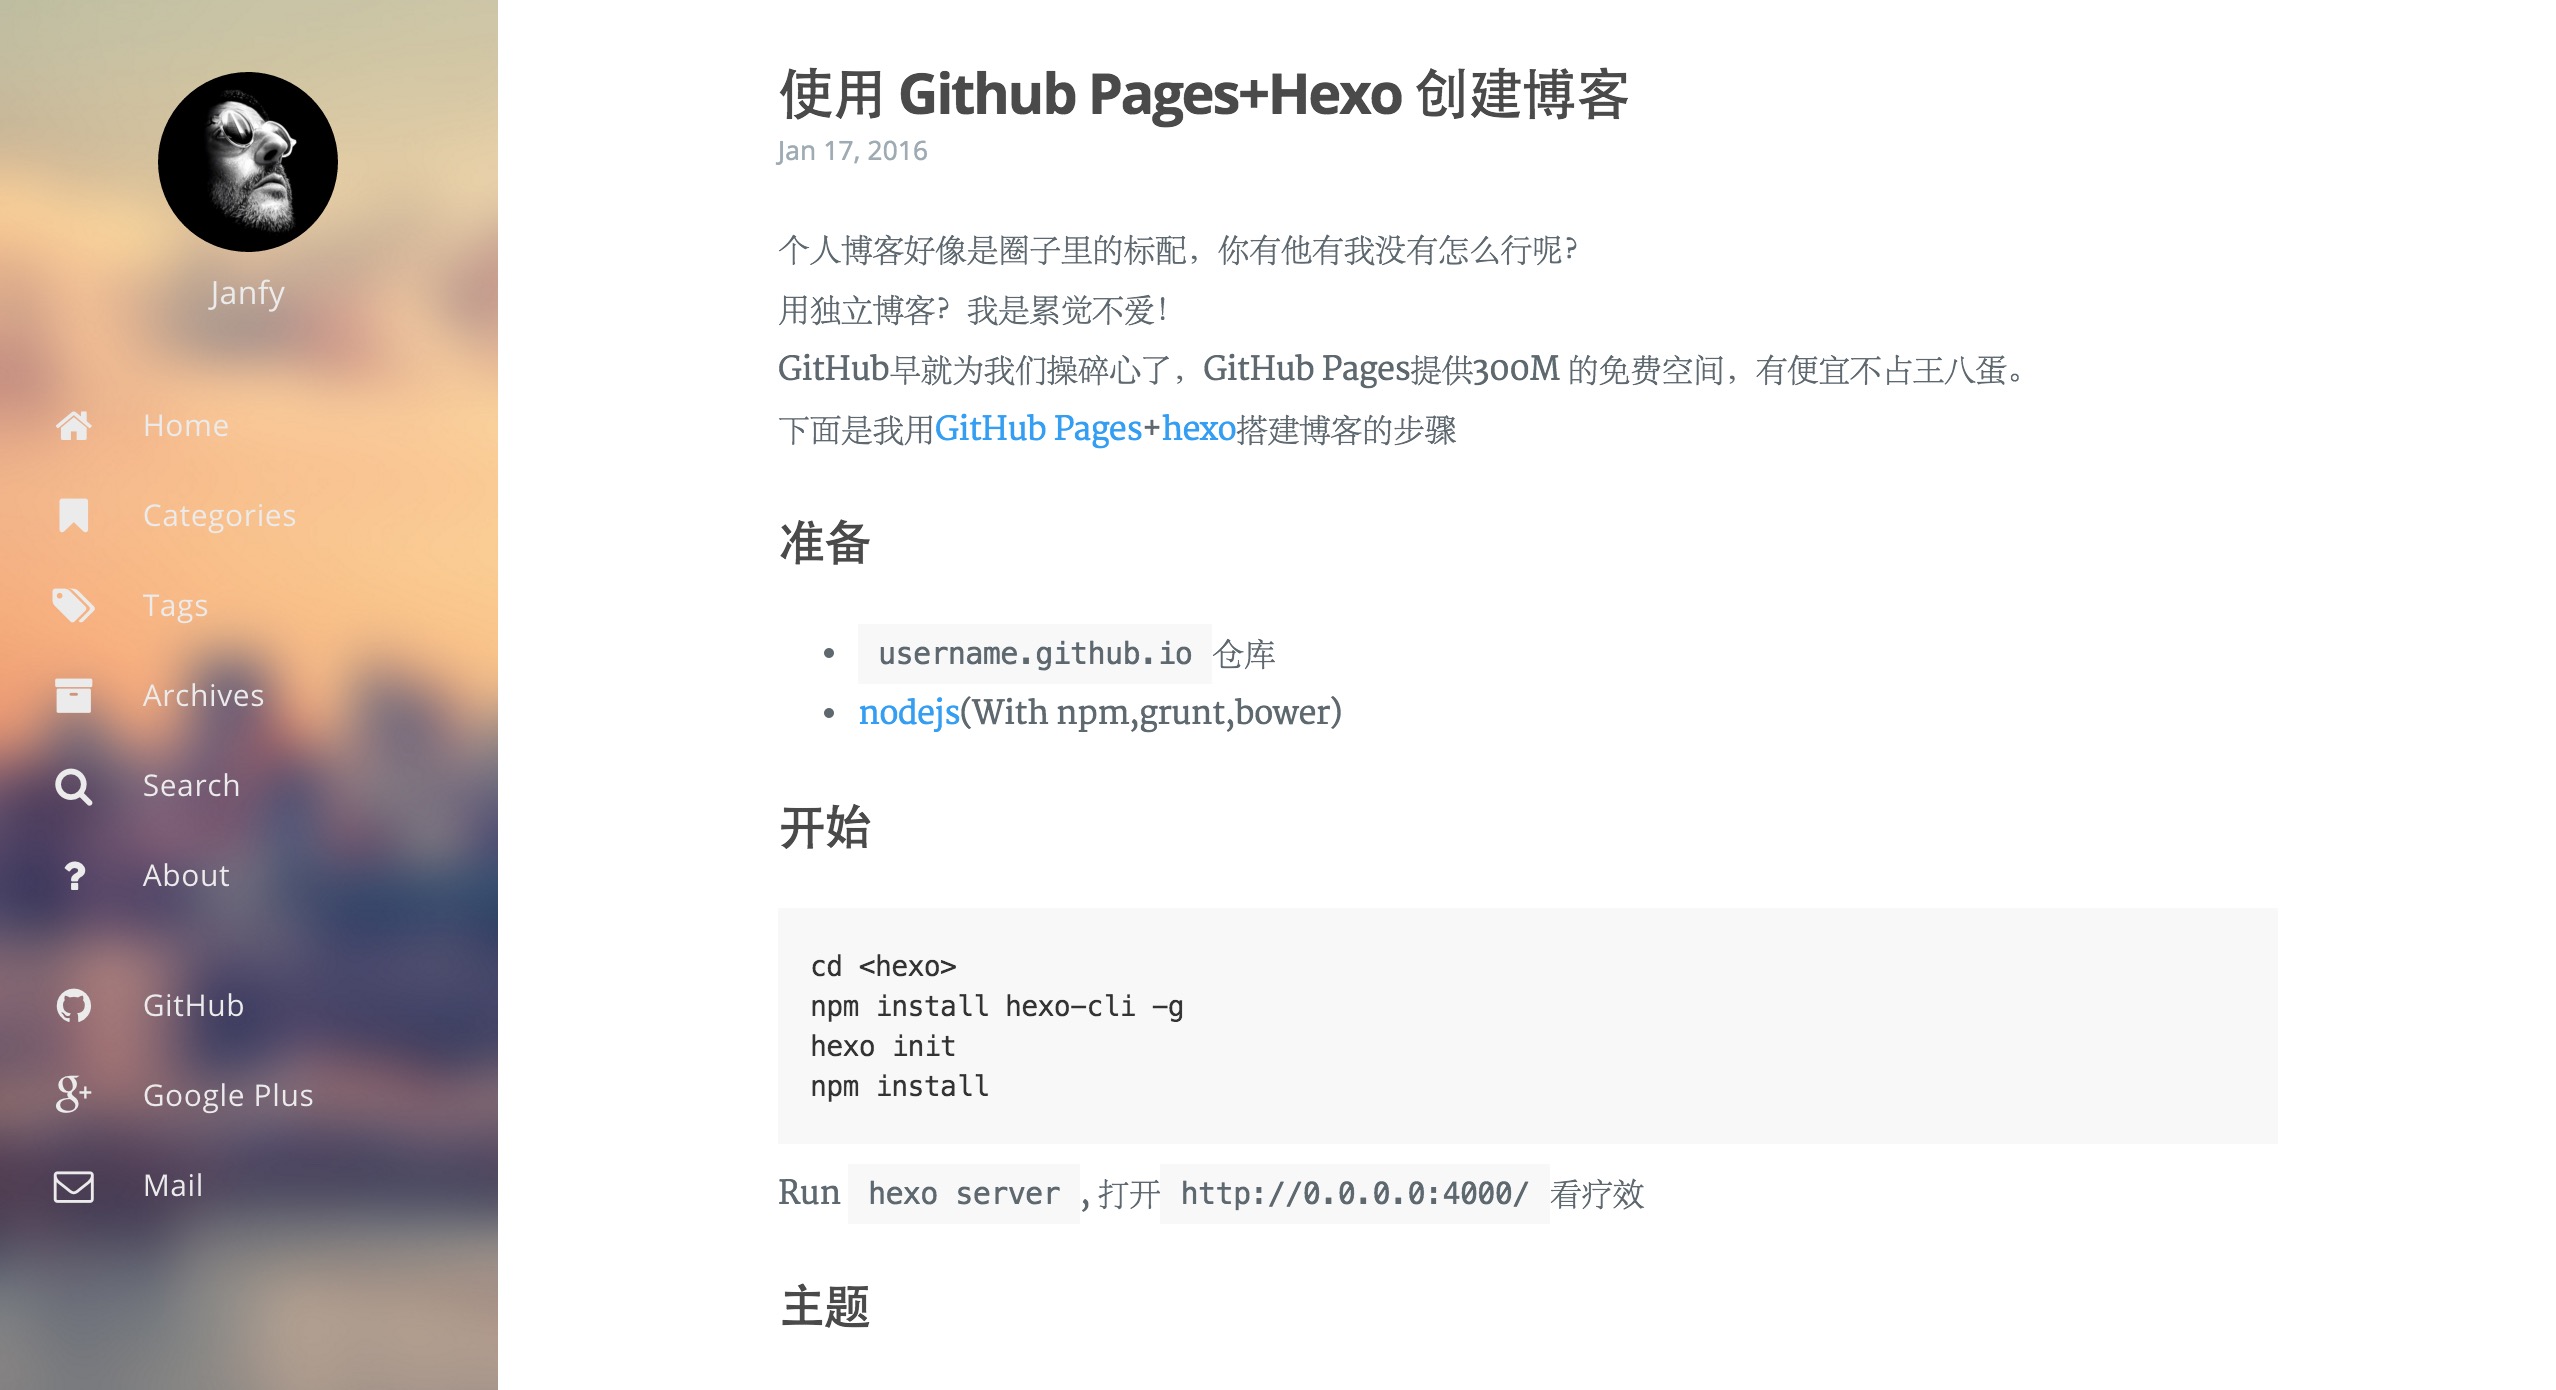 Janfy
Home
Categories
Tags
Archives
Search
About
GitHub
Google Plus
Mail
使用 Github Pages+Hexo 创建博客
Jan 17, 2016
个人博客好像是圈子里的标配，你有他有我没有怎么行呢？
用独立博客？我是累觉不爱！
GitHub早就为我们操碎心了，GitHub Pages提供300M 的免费空间，有便宜不占王八蛋。
下面是我用GitHub Pages+hexo搭建博客的步骤
准备
• username.github.io 仓库
• nodejs(With npm,grunt,bower)
开始
cd <hexo>
npm install hexo-cli -g
hexo init
npm install
Run hexo server , 打开 http://0.0.0.0:4000/ 看疗效
主题